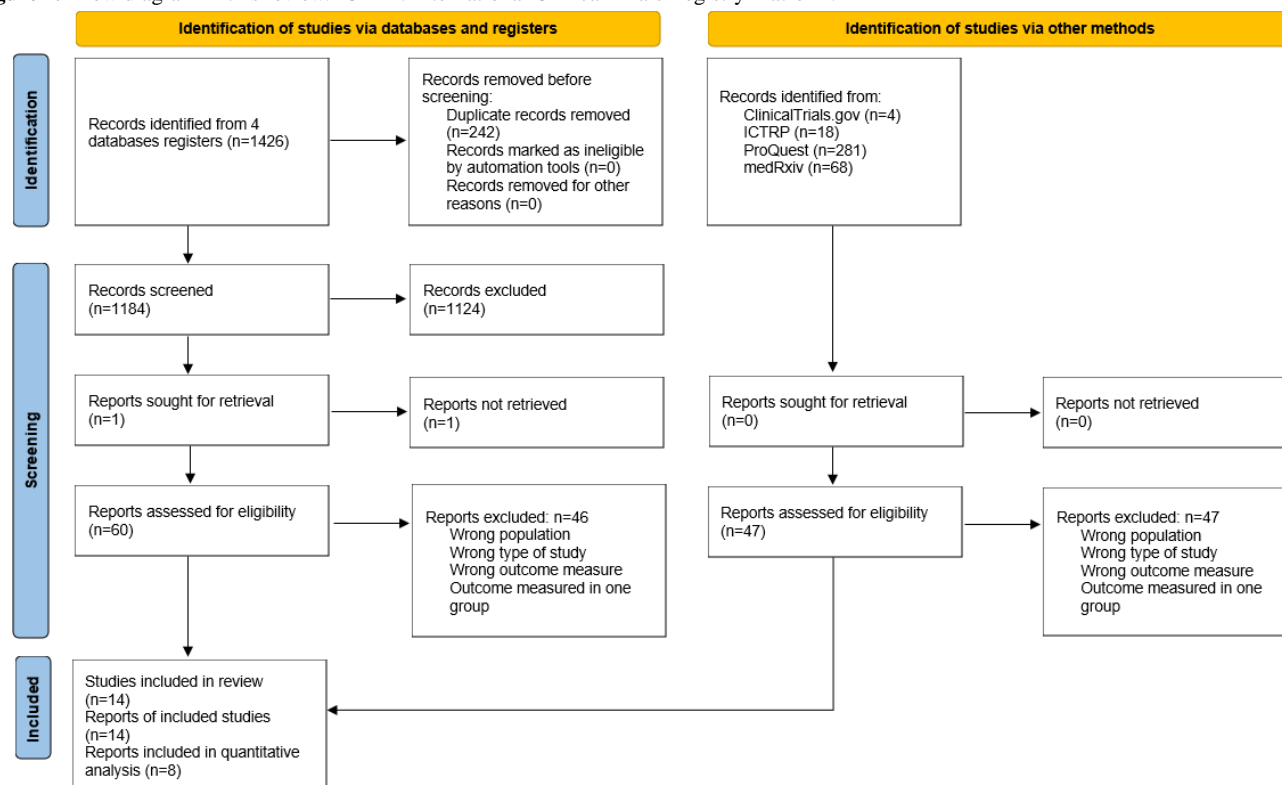 Identification of studies via databases and registers
Identification of studies via other methods
Identification
Records identified from 4
databases registers (n=1426)
Records removed before
screening:
Duplicate records removed
(n=242)
Records marked as ineligible
by automation tools (n=0)
Records removed for other
reasons (n=0)
Records identified from:
ClinicalTrials.gov (n=4)
ICTRP (n=18)
ProQuest (n=281)
medRxiv (n=68)
Screening
Records screened
(n=1184)
Records excluded
(n=1124)
Reports sought for retrieval
(n=1)
Reports not retrieved
(n=1)
Reports sought for retrieval
(n=0)
Reports not retrieved
(n=0)
Reports assessed for eligibility
(n=60)
Reports excluded: n=46
Wrong population
Wrong type of study
Wrong outcome measure
Outcome measured in one
group
Reports assessed for eligibility
(n=47)
Reports excluded: n=47
Wrong population
Wrong type of study
Wrong outcome measure
Outcome measured in one
group
Included
Studies included in review
(n=14)
Reports of included studies
(n=14)
Reports included in quantitative
analysis (n=8)